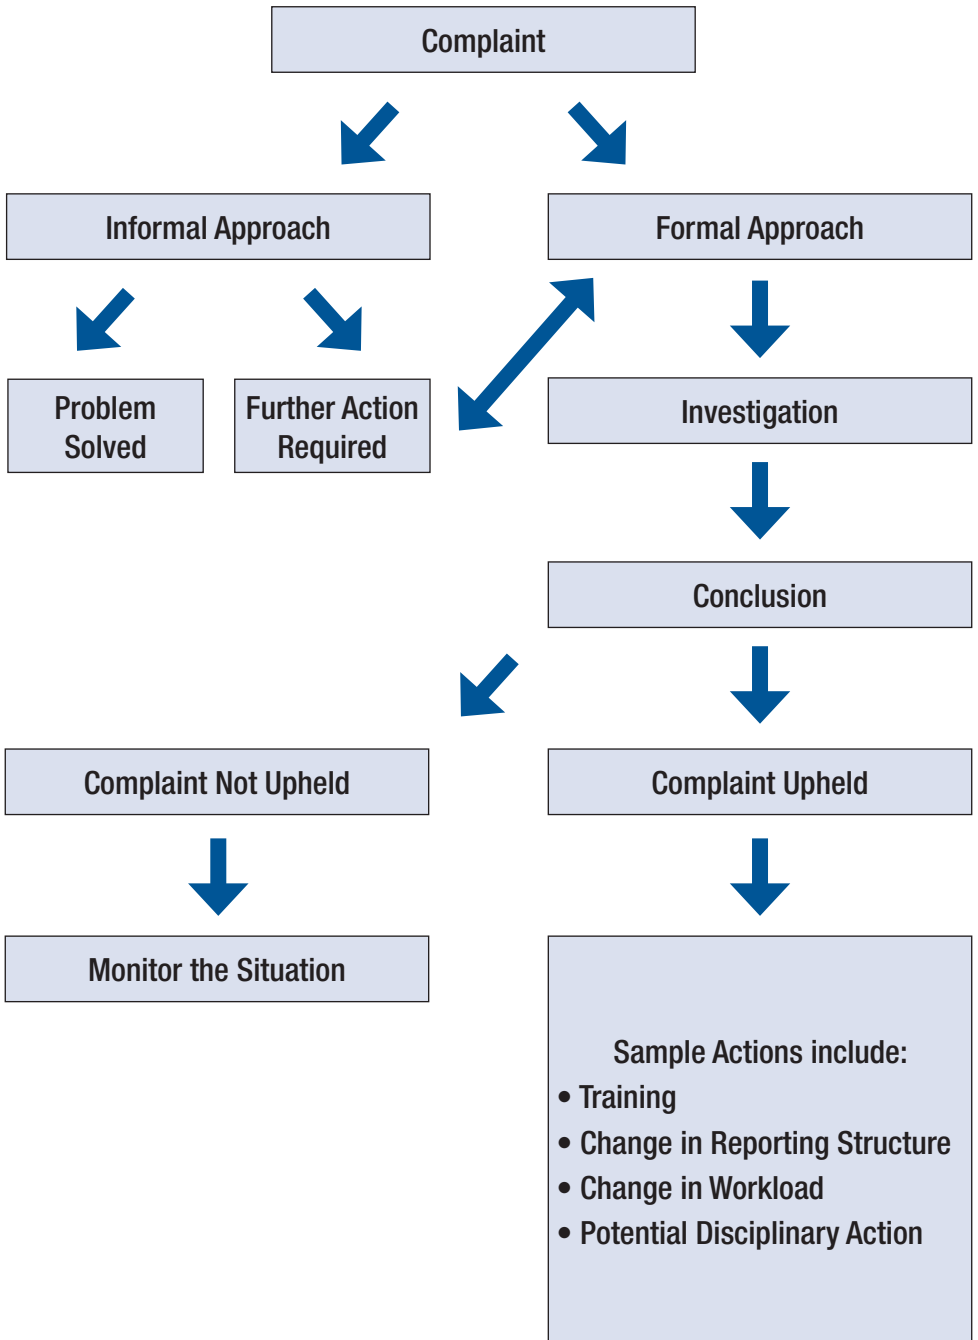 Complaint
Informal Approach
Formal Approach
Problem
Solved
Further Action
Required
Investigation
Conclusion
Complaint Not Upheld
Complaint Upheld
Monitor the Situation
Sample Actions include:
• Training
• Change in Reporting Structure
• Change in Workload
• Potential Disciplinary Action